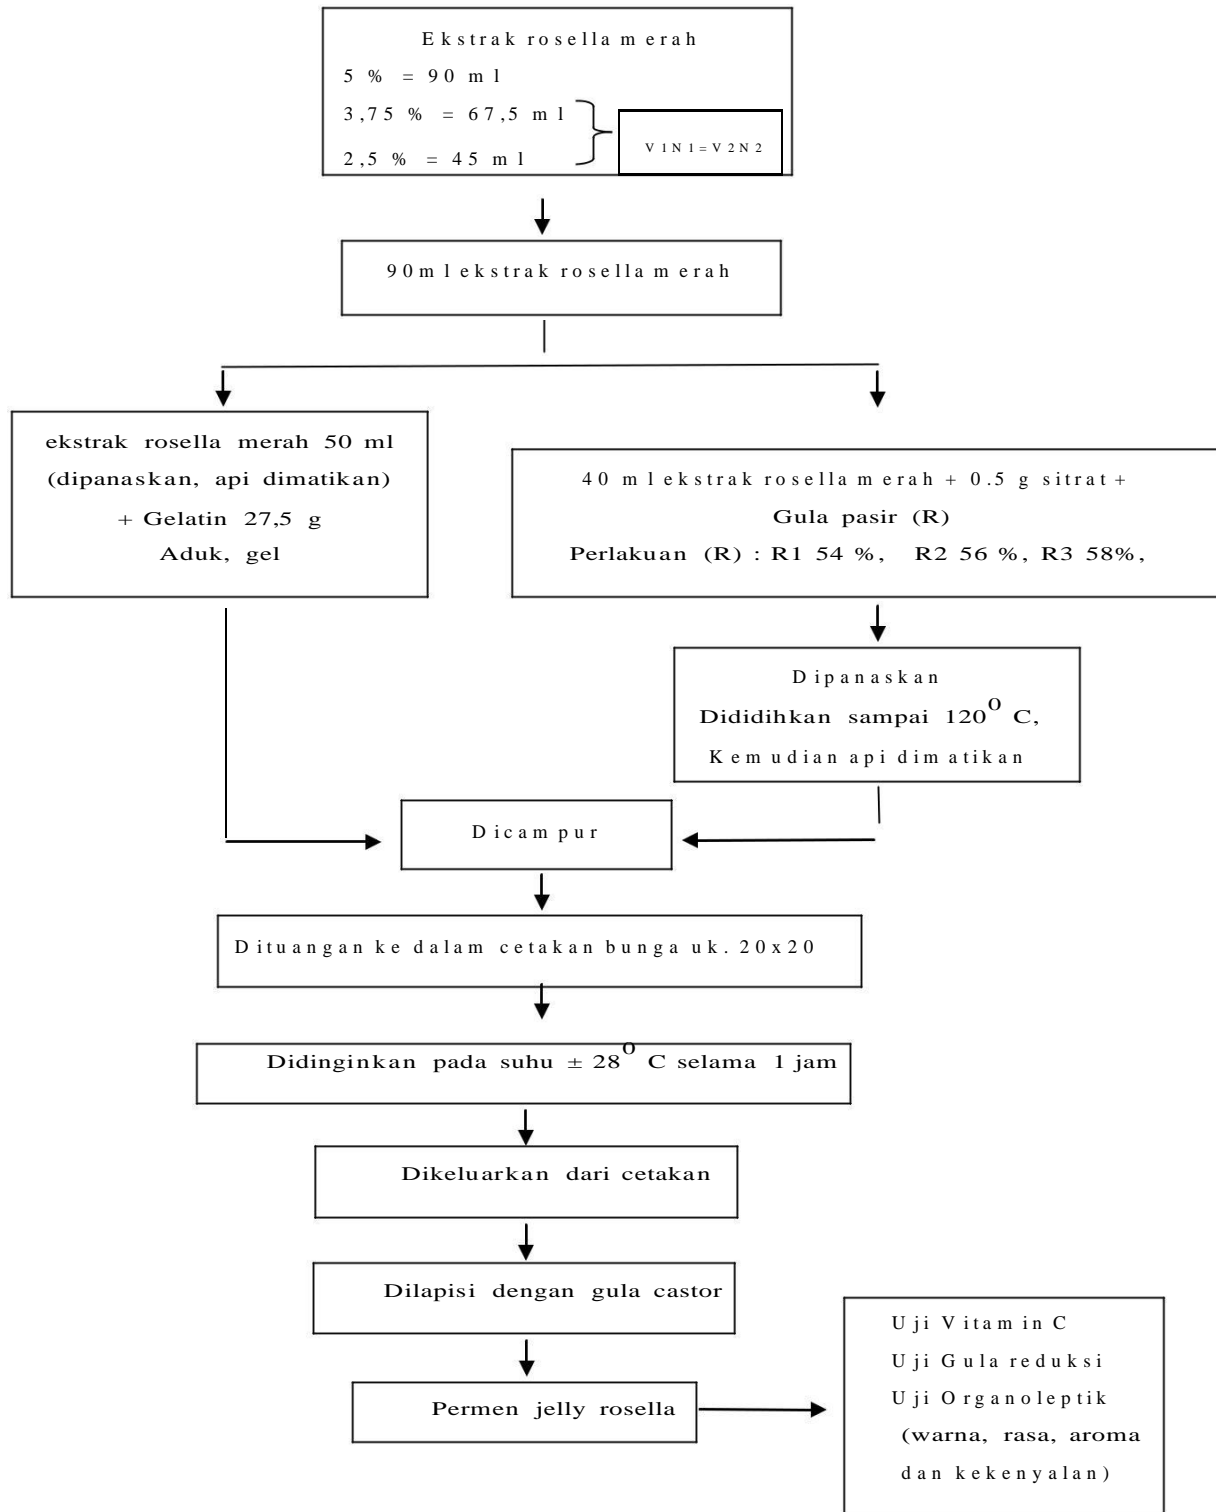 Ekstrak rosella merah
5 % = 90 ml
3,75 % = 67,5 ml
2,5 % = 45 ml
V1N1=V2N2
90ml ekstrak rosella merah
ekstrak rosella merah 50 ml
(dipanaskan, api dimatikan)
+ Gelatin 27,5 g
Aduk, gel
40 ml ekstrak rosella merah + 0.5 g sitrat +
Gula pasir (R)
Perlakuan (R) : R1 54 %, R2 56 %, R3 58%,
Dipanaskan
Dididihkan sampai 120⁰ C,
Kemudian api dimatikan
Dicampur
Dituangan ke dalam cetakan bunga uk. 20x20
Didinginkan pada suhu ± 28⁰ C selama 1 jam
Dikeluarkan dari cetakan
Dilapisi dengan gula castor
Permen jelly rosella
Uji Vitamin C
Uji Gula reduksi
Uji Organoleptik
(warna, rasa, aroma
dan kekenyalan)